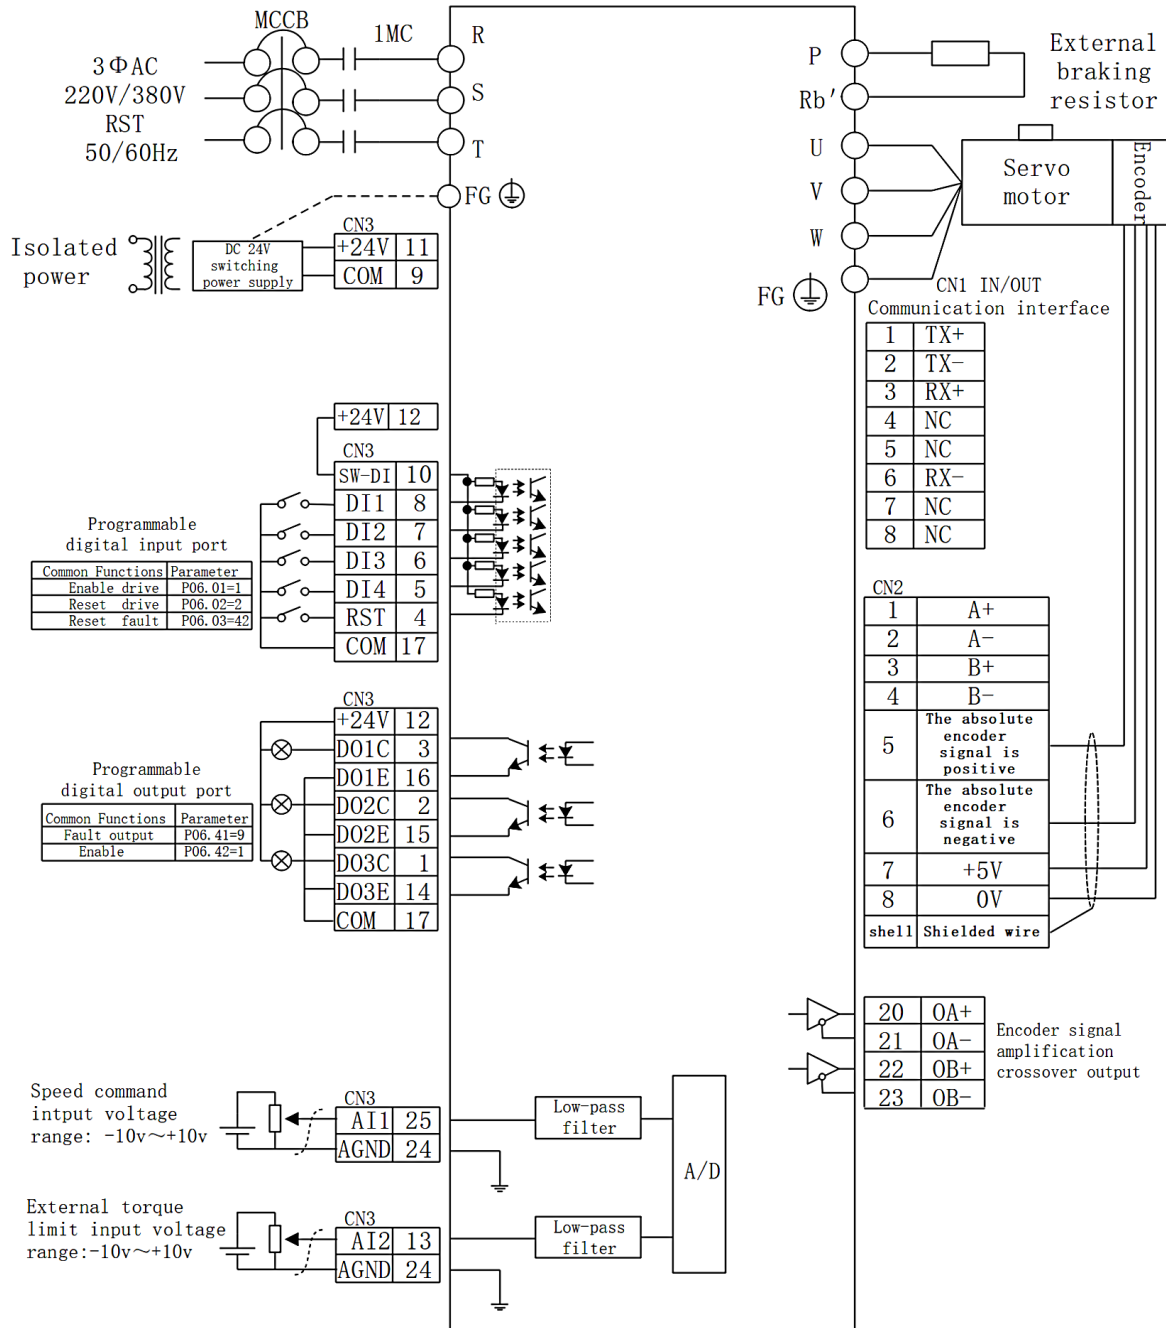 MCCB
1MC
3ΦAC
220V/380V
RST
50/60Hz
R
S
T
FG
Isolated
power
DC 24V
switching
power supply
CN3
+24V 11
COM 9
+24V 12
CN3
SW-DI 10
DI1 8
DI2 7
DI3 6
DI4 5
RST 4
COM 17
Programmable
digital input port
Common Functions Parameter
Enable drive P06.01=1
Reset drive P06.02=2
Reset fault P06.03=42
CN3
+24V 12
DO1C 3
DO1E 16
DO2C 2
DO2E 15
DO3C 1
DO3E 14
COM 17
Programmable
digital output port
Common Functions Parameter
Fault output P06.41=9
Enable P06.42=1
Speed command
intput voltage
range: -10v~+10v
CN3
AI1 25
AGND 24
Low-pass
filter
A/D
External torque
limit input voltage
range:-10v~+10v
CN3
AI2 13
AGND 24
Low-pass
filter
P
Rb'
U
V
W
FG
External
braking
resistor
Servo
motor
Encoder
CN1 IN/OUT
Communication interface
1 TX+
2 TX-
3 RX+
4 NC
5 NC
6 RX-
7 NC
8 NC
CN2
1 A+
2 A-
3 B+
4 B-
5 The absolute
encoder
signal is
positive
6 The absolute
encoder
signal is
negative
7 +5V
8 0V
shell Shielded wire
20 OA+
21 OA-
22 OB+
23 OB-
Encoder signal
amplification
crossover output